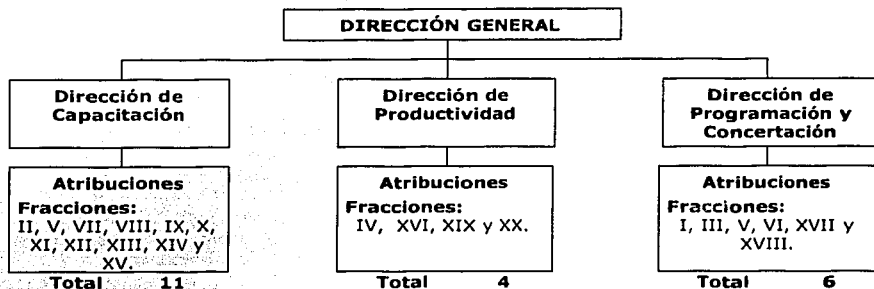 DIRECCIÓN GENERAL
Dirección de
Capacitación
Atribuciones
Fracciones:
II, V, VII, VIII, IX, X,
XI, XII, XIII, XIV y
XV.
Total 11
Dirección de
Productividad
Atribuciones
Fracciones:
IV, XVI, XIX y XX.
Total 4
Dirección de
Programación y
Concertación
Atribuciones
Fracciones:
I, III, V, VI, XVII y
XVIII.
Total 6